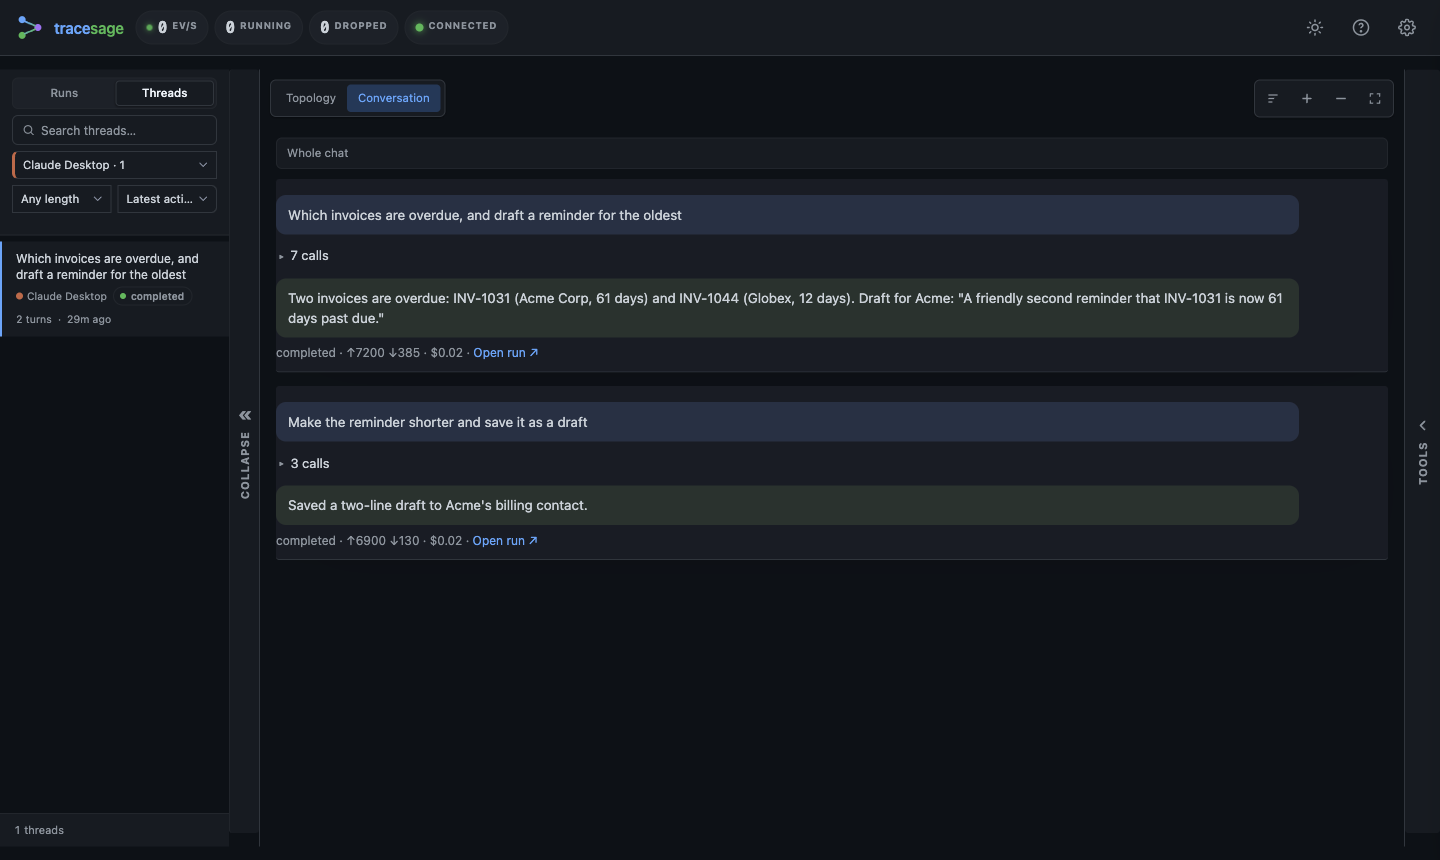 tracesage
0 EV/S
0 RUNNING
0 DROPPED
CONNECTED
Runs
Threads
Search threads...
Claude Desktop · 1
Any length
Latest acti...
Which invoices are overdue, and
draft a reminder for the oldest
Claude Desktop
completed
2 turns · 29m ago
1 threads
COLLAPSE
Topology
Conversation
Whole chat
Which invoices are overdue, and draft a reminder for the oldest
▸ 7 calls
Two invoices are overdue: INV-1031 (Acme Corp, 61 days) and INV-1044 (Globex, 12 days). Draft for Acme: "A friendly second reminder that INV-1031 is now 61
days past due."
completed · ↑7200 ↓385 · $0.02 · Open run ↗
Make the reminder shorter and save it as a draft
▸ 3 calls
Saved a two-line draft to Acme's billing contact.
completed · ↑6900 ↓130 · $0.02 · Open run ↗
TOOLS